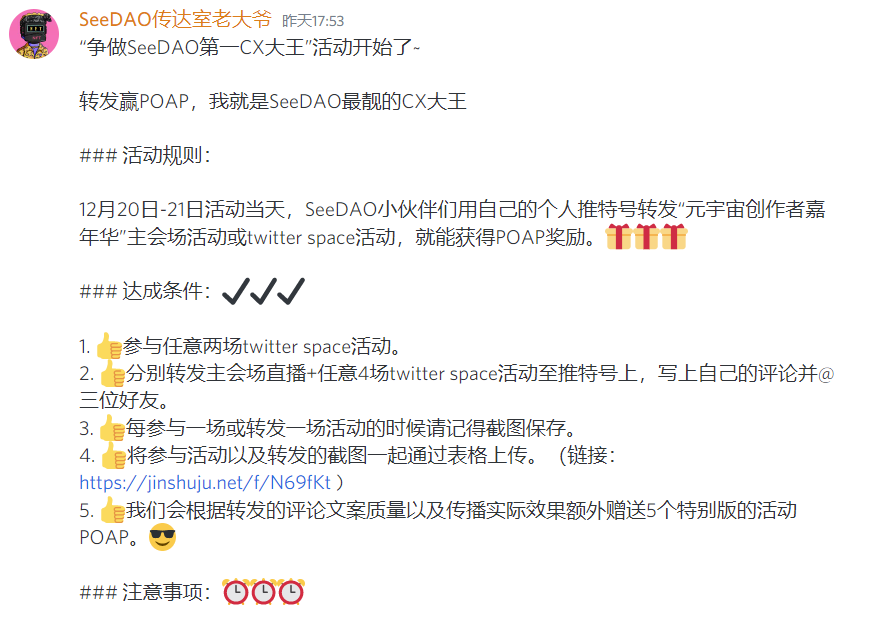 SeeDAO传达室老大爷 昨天17:53
“争做SeeDAO第一CX大王”活动开始了~
转发赢POAP，我就是SeeDAO最靓的CX大王
### 活动规则：
12月20日-21日活动当天，SeeDAO小伙伴们用自己的个人推特号转发“元宇宙创作者嘉
年华”主会场活动或twitter space活动，就能获得POAP奖励。🎁🎁🎁
### 达成条件：✔✔✔
1. 👍参与任意两场twitter space活动。
2. 👍分别转发主会场直播+任意4场twitter space活动至推特号上，写上自己的评论并@
三位好友。
3. 👍每参与一场或转发一场活动的时候请记得截图保存。
4. 👍将参与活动以及转发的截图一起通过表格上传。（链接：
https://jinshuju.net/f/N69fKt ）
5. 👍我们会根据转发的评论文案质量以及传播实际效果额外赠送5个特别版的活动
POAP。😎
### 注意事项：⏰⏰⏰